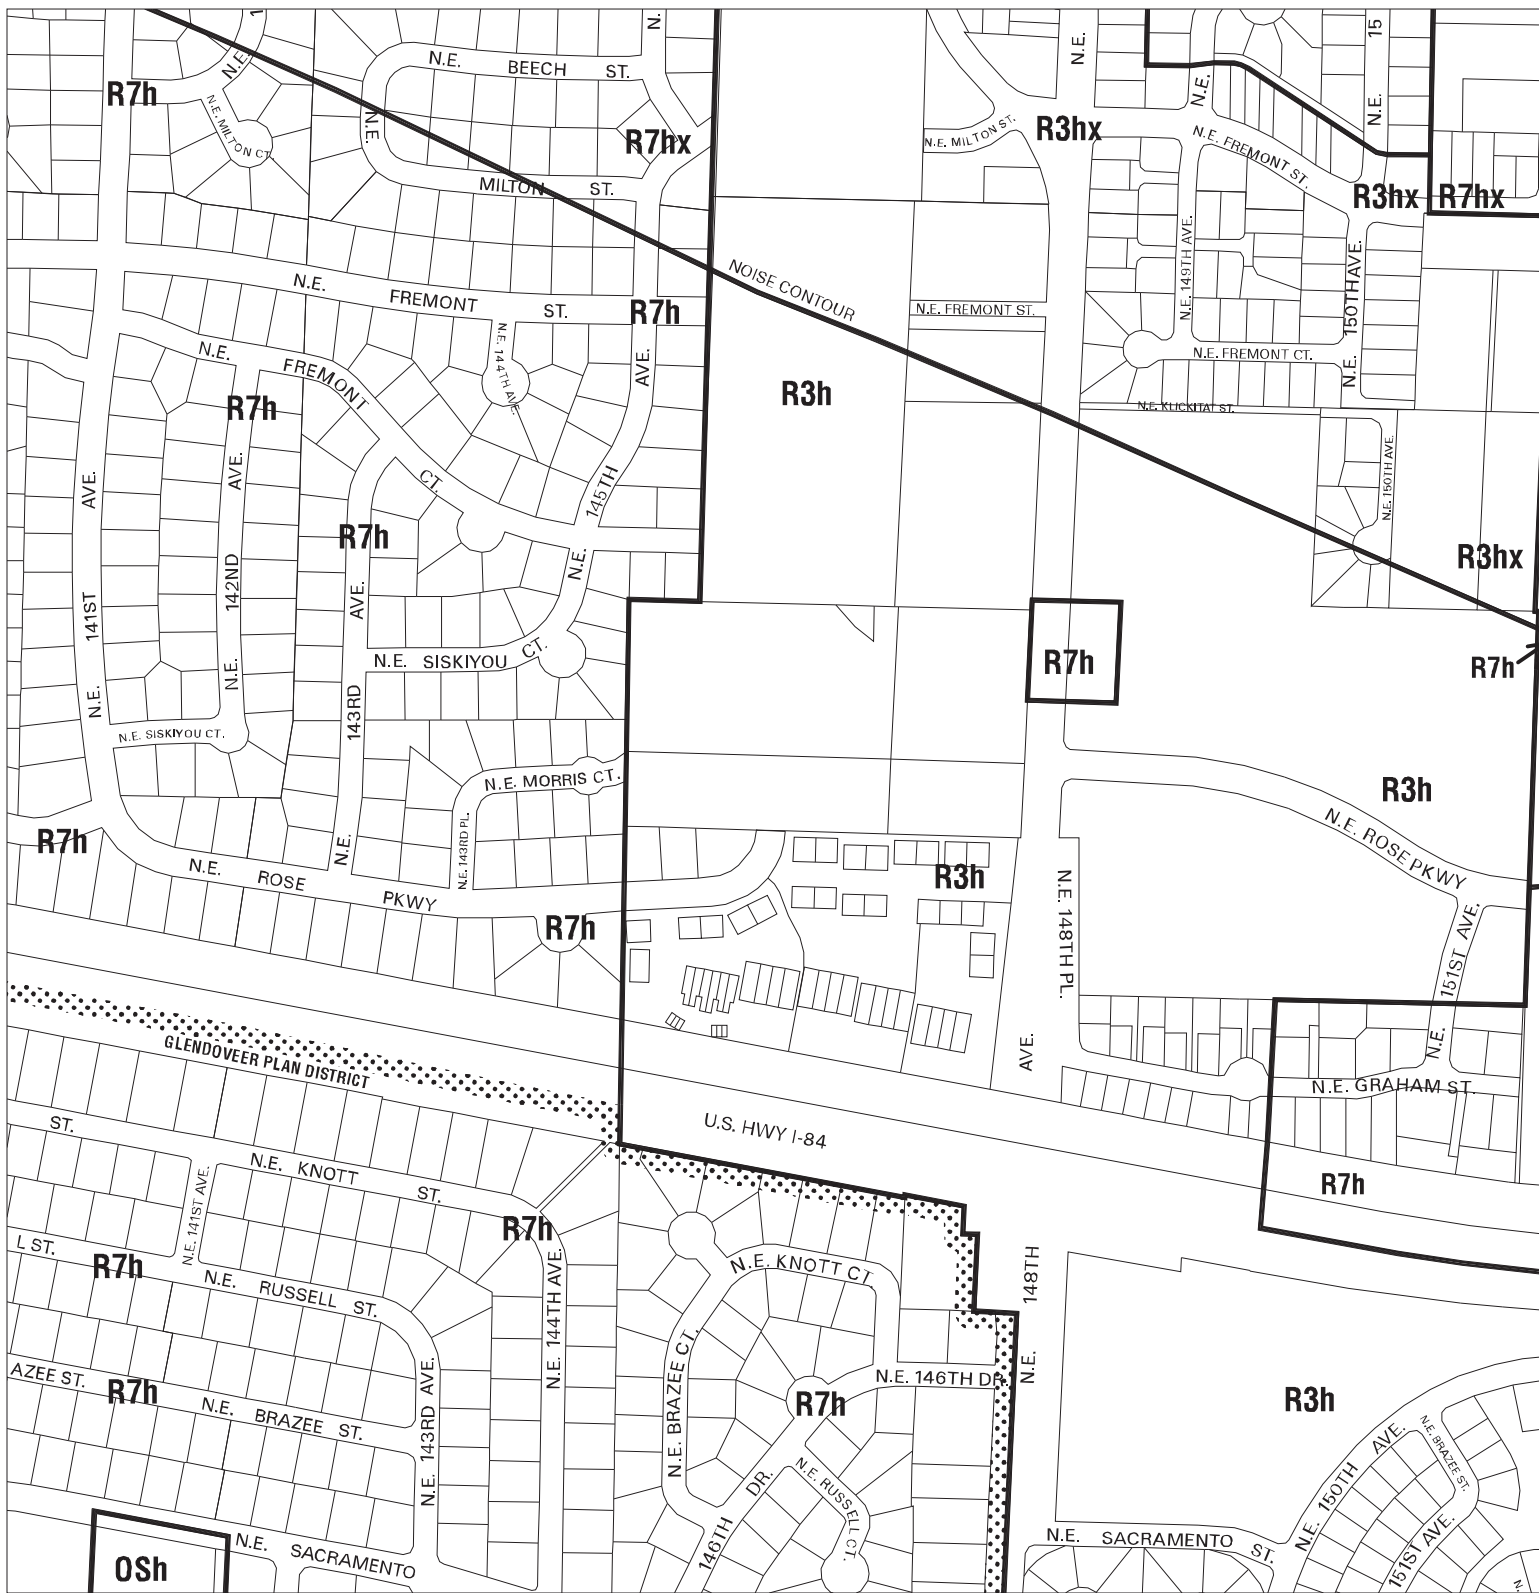 N.E.
N.E.
N.E.
15
N.E.
N.E. BEECH ST.
R7h
N.E. MILTON CT.
N.E.
R7hx
MILTON ST.
N.E. MILTON ST.
R3hx
N.E.
N.E.
N.E. FREMONT ST.
R3hx
R7hx
N.E. FREMONT ST.
R7h
NOISE CONTOUR
N.E. FREMONT ST.
N.E. 149TH AVE.
150TH AVE.
N.E.
N.E. FREMONT CT.
N.E. KLICKITAT ST.
N.E. 150TH AVE.
R3hx
N.E. FREMONT CT.
N.E. 144TH AVE.
AVE.
145TH
N.E.
R7h
R3h
AVE.
141ST
N.E.
AVE.
142ND
N.E.
R7h
AVE.
143RD
N.E.
N.E. SISKIYOU CT.
R7h
R7h
N.E. SISKIYOU CT.
N.E. MORRIS CT.
N.E. 143RD PL.
R3h
N.E. ROSE PKWY
R7h
N.E. ROSE PKWY
R7h
R3h
N.E. 148TH PL.
151ST AVE.
N.E.
GLENDOVEER PLAN DISTRICT
AVE.
N.E. GRAHAM ST.
U.S. HWY I-84
R7h
ST.
N.E. KNOTT ST.
N.E. 141ST AVE.
R7h
L ST.
R7h
N.E. RUSSELL ST.
N.E. 144TH AVE.
N.E. KNOTT CT.
148TH
N.E.
N.E. BRAZEE CT.
N.E. 146TH DR.
AZEE ST.
R7h
N.E. BRAZEE ST.
N.E. 143RD AVE.
R7h
R3h
146TH DR.
N.E. RUSSELL CT.
N.E. 150TH AVE.
N.E. BRAZEE ST.
151ST AVE.
N.E. SACRAMENTO
N.E. SACRAMENTO ST.
OSh
N.